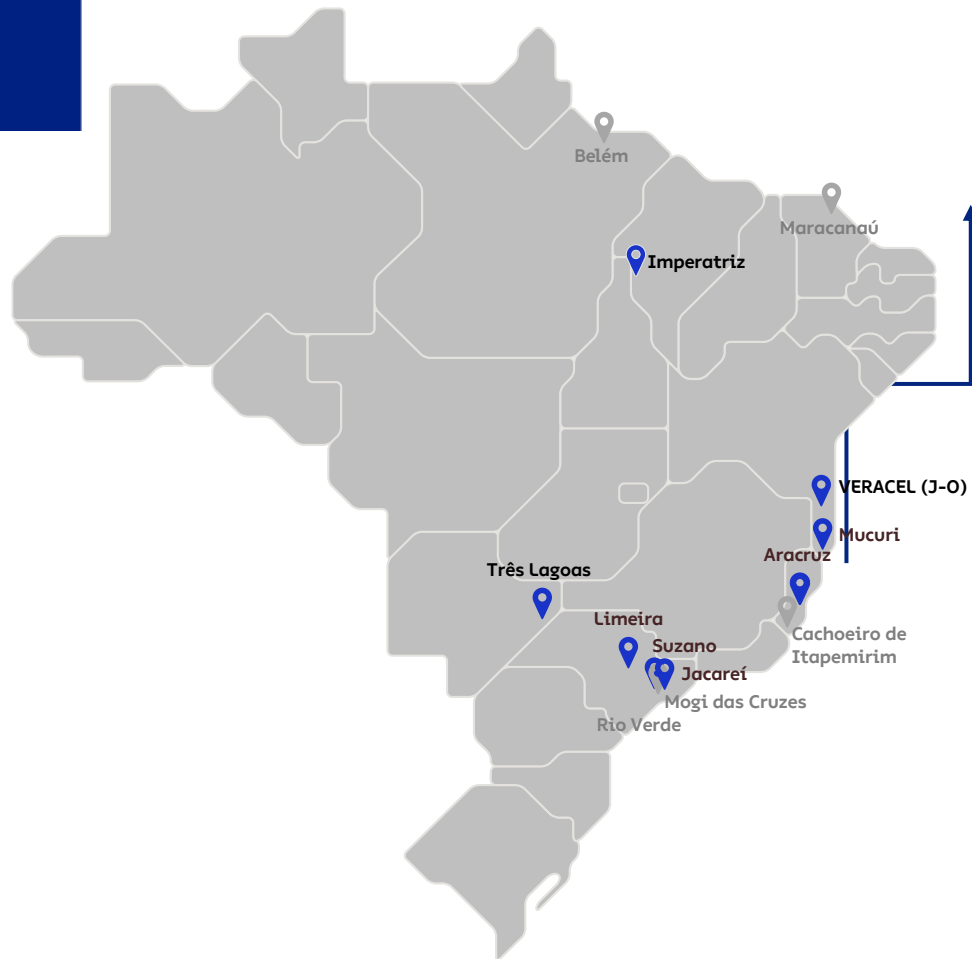 Belém
Maracanaú
Imperatriz
VERACEL (J-O)
Mucuri
Aracruz
Três Lagoas
Limeira
Cachoeiro de
Itapemirim
Suzano
Jacareí
Mogi das Cruzes
Rio Verde